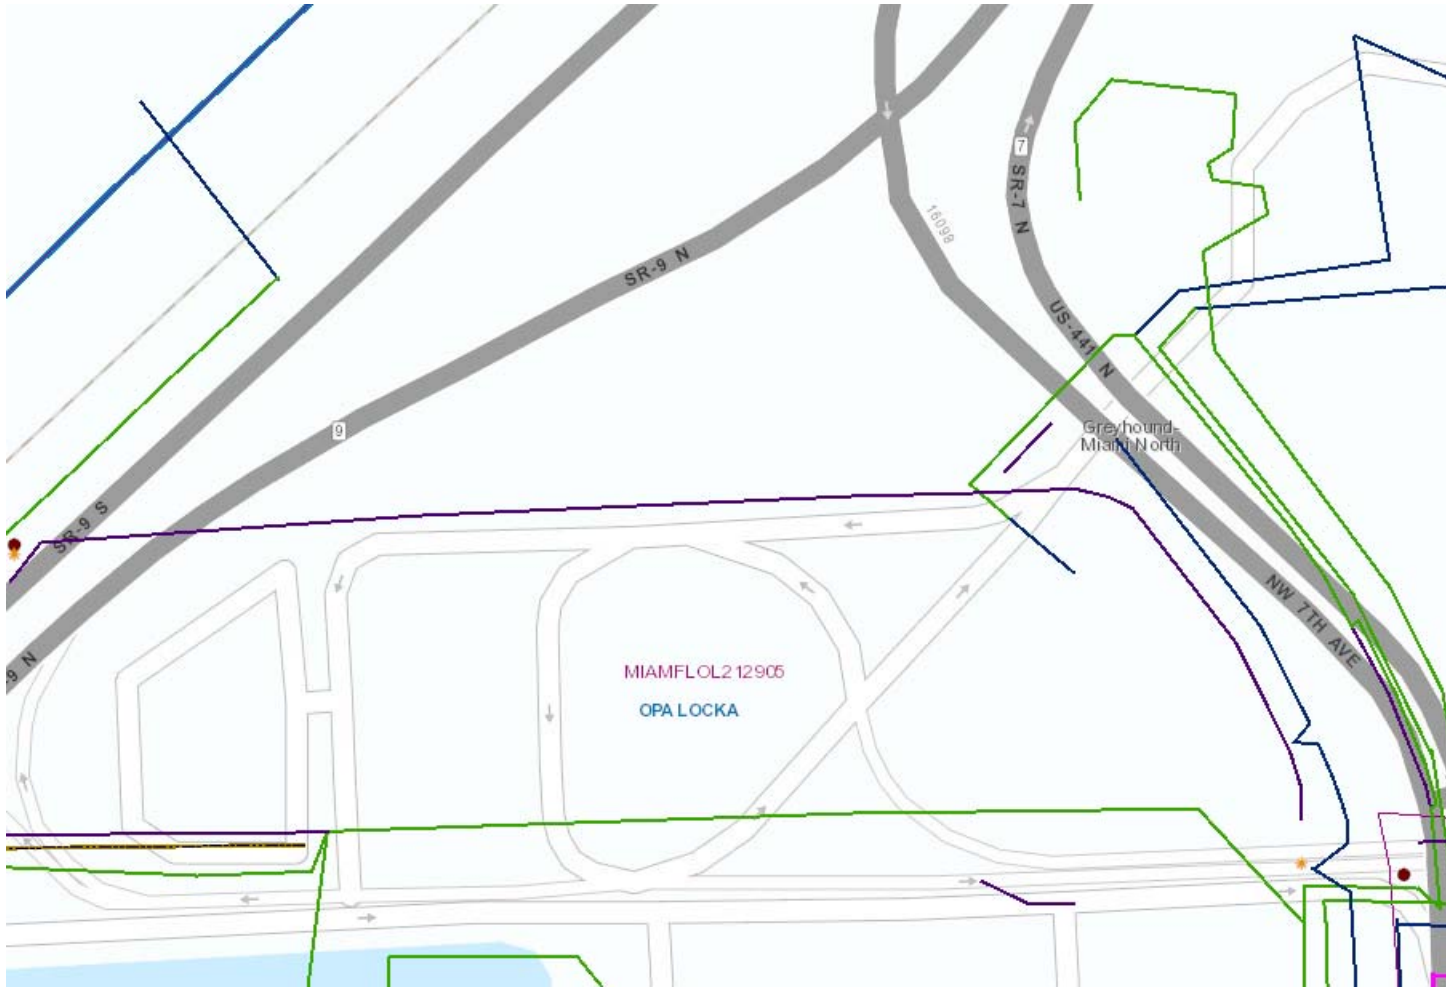 7
SR-7 N
16098
SR-9 N
US-441 N
9
Greyhound-
Miami North
SR-9 S
NW 7TH AVE
-9 N
MIAMFLOL212905
OPA LOCKA